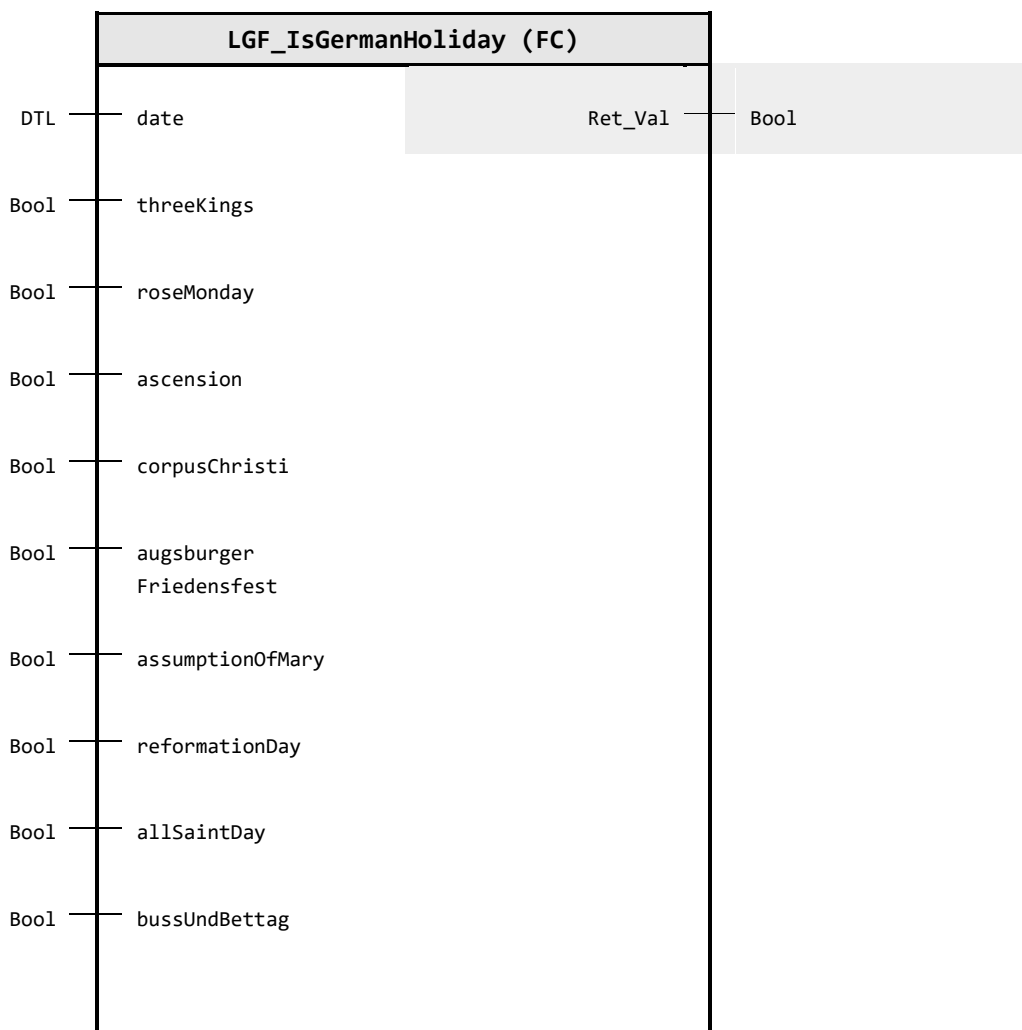 LGF_IsGermanHoliday (FC)
DTL date Ret_Val Bool
Bool threeKings
Bool roseMonday
Bool ascension
Bool corpusChristi
Bool augsburger
Friedensfest
Bool assumptionOfMary
Bool reformationDay
Bool allSaintDay
Bool bussUndBettag